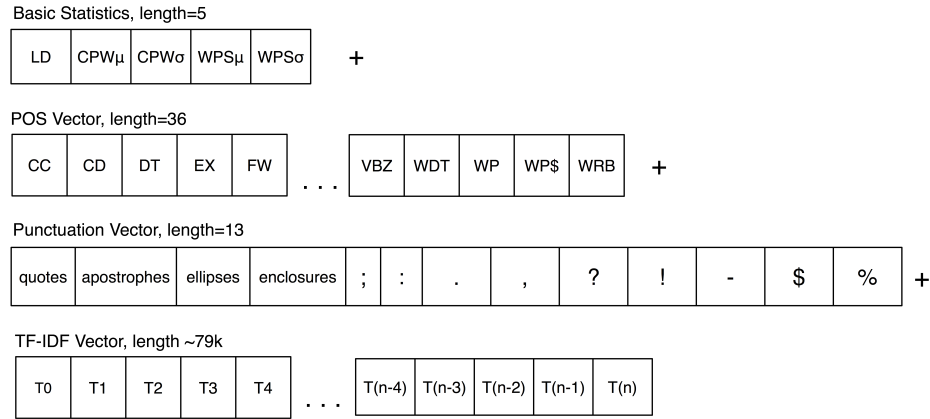 Basic Statistics, length=5
LD CPWμ CPWσ WPSμ WPSσ +
POS Vector, length=36
CC CD DT EX FW . . . VBZ WDT WP WP$ WRB +
Punctuation Vector, length=13
quotes apostrophes ellipses enclosures ; : . , ? ! - $ % +
TF-IDF Vector, length ~79k
T0 T1 T2 T3 T4 . . . T(n-4) T(n-3) T(n-2) T(n-1) T(n)